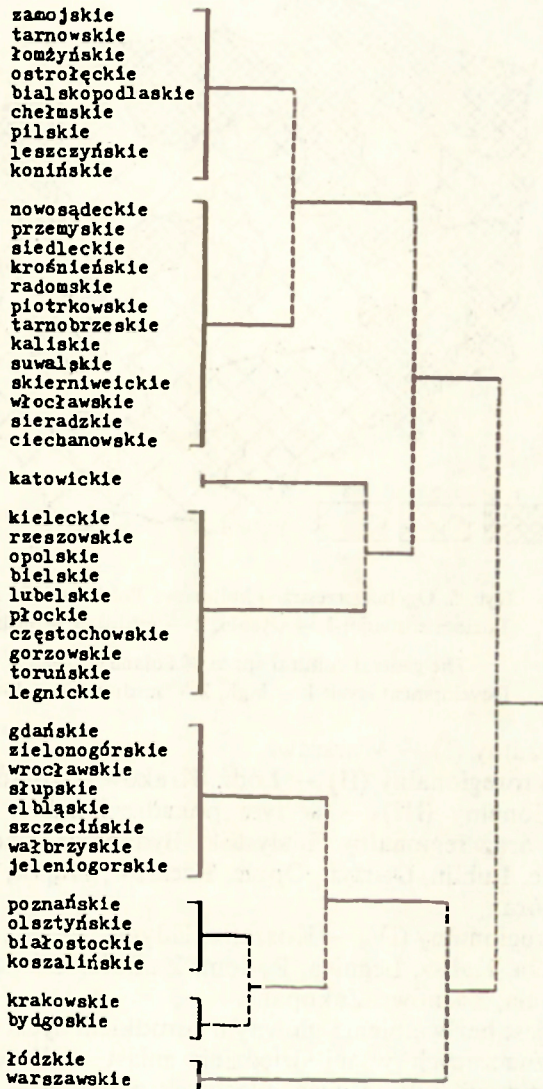 zamojskie
tarnowskie
łomżyńskie
ostrołęckie
bialskopodlaskie
chełmskie
pilskie
leszczyńskie
konińskie
nowosądeckie
przemyskie
siedleckie
krośnieńskie
radomskie
piotrkowskie
tarnobrzeskie
kaliskie
suwalskie
skierniweickie
włocławskie
sieradzkie
ciechanowskie
katowickie
kieleckie
rzeszowskie
opolskie
bielskie
lubelskie
płockie
częstochowskie
gorzowskie
toruńskie
legnickie
gdańskie
zielonogórskie
wrocławskie
słupskie
elbląskie
szczecińskie
wałbrzyskie
jeleniogorskie
poznańskie
olsztyńskie
białostockie
koszalińskie
krakowskie
bydgoskie
łódzkie
warszawskie